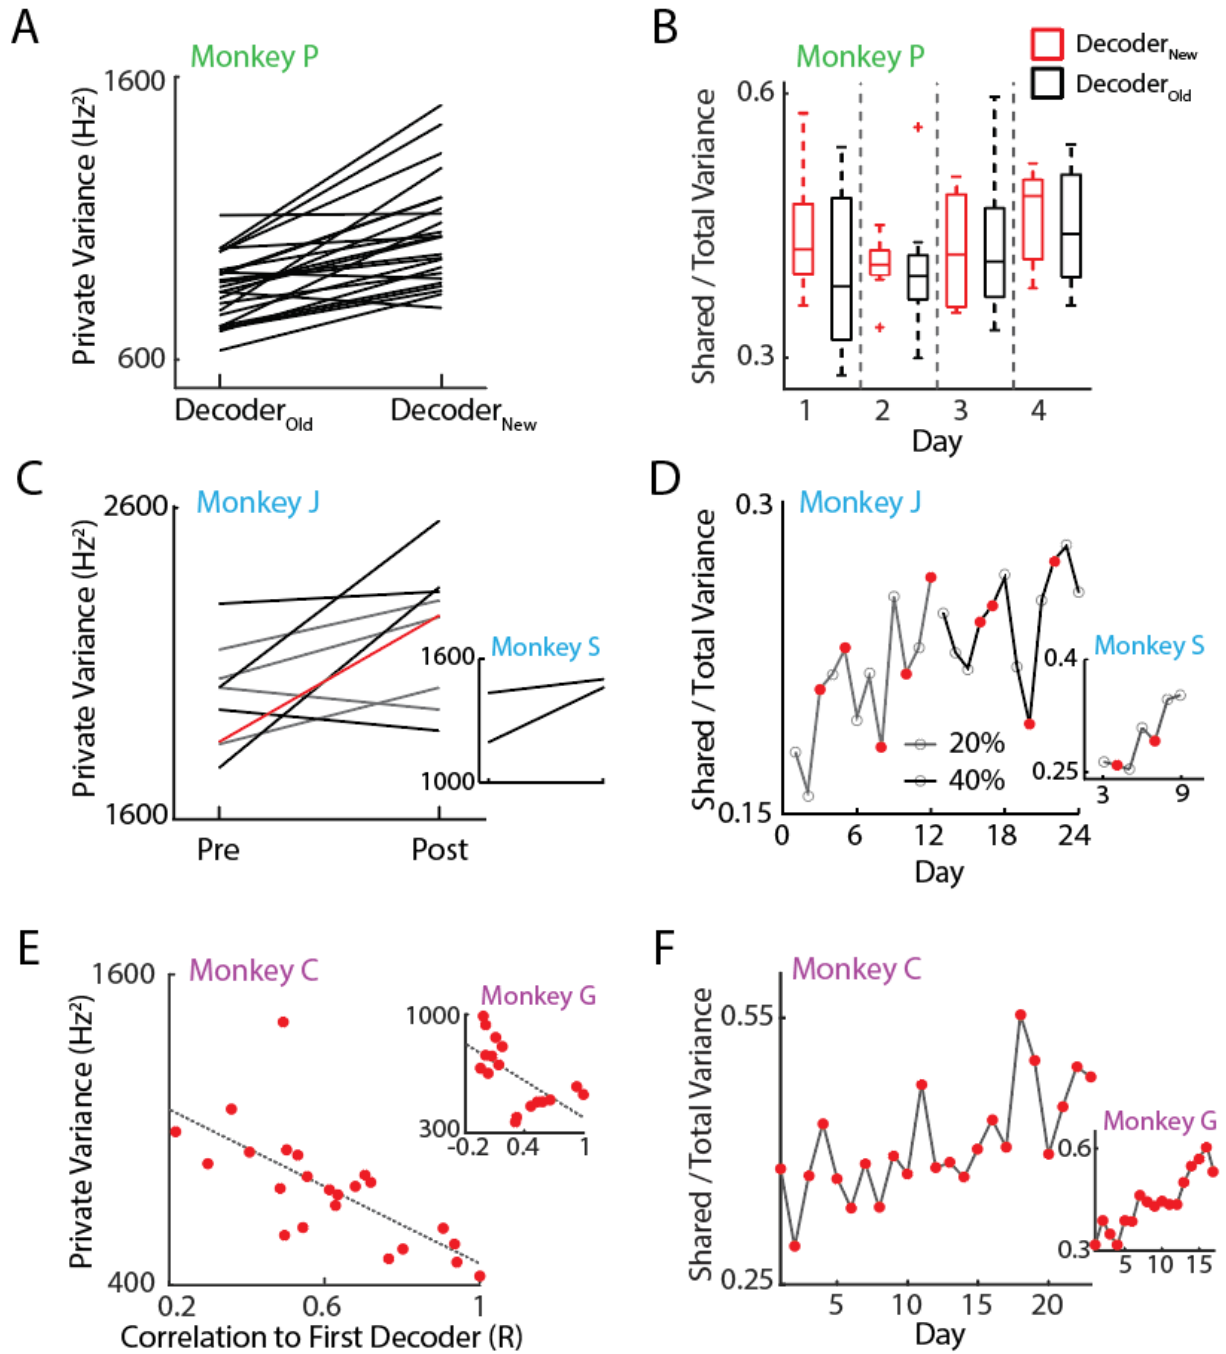 A
Monkey P
1600
600
Private Variance (Hz²)
Decoder_Old
Decoder_New
B
Monkey P
Decoder_New
Decoder_Old
0.6
0.3
Shared / Total Variance
1 2 3 4
Day
C
Monkey J
2600
1600
Private Variance (Hz²)
Pre Post
Monkey S
1600
1000
D
Monkey J
0.3
0.15
Shared / Total Variance
20%
40%
0 6 12 18 24
Day
Monkey S
0.4
0.25
3 9
E
Monkey C
1600
400
Private Variance (Hz²)
0.2 0.6 1
Correlation to First Decoder (R)
Monkey G
1000
300
-0.2 0.4 1
F
Monkey C
0.55
0.25
Shared / Total Variance
5 10 15 20
Day
Monkey G
0.6
0.3
5 10 15